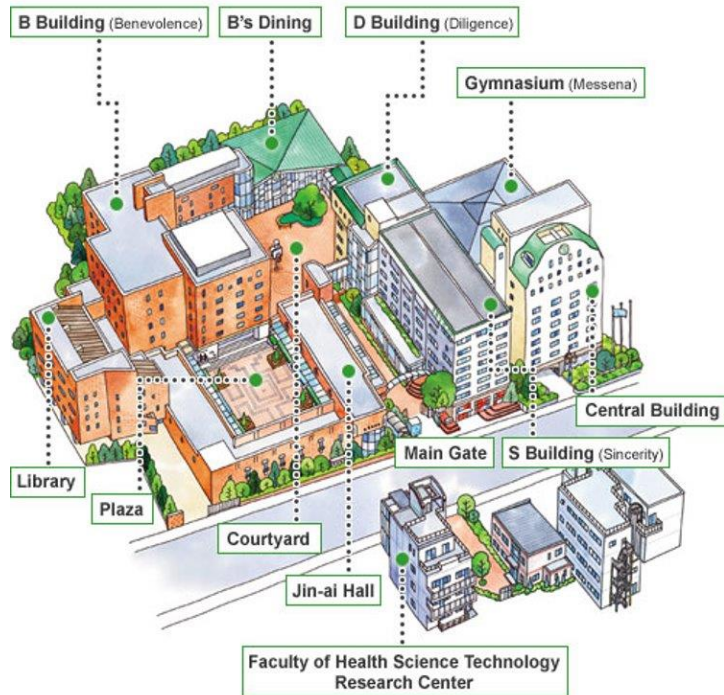 B Building (Benevolence)
B's Dining
D Building (Diligence)
Gymnasium (Messena)
Central Building
Main Gate
S Building (Sincerity)
Library
Plaza
Courtyard
Jin-ai Hall
Faculty of Health Science Technology
Research Center